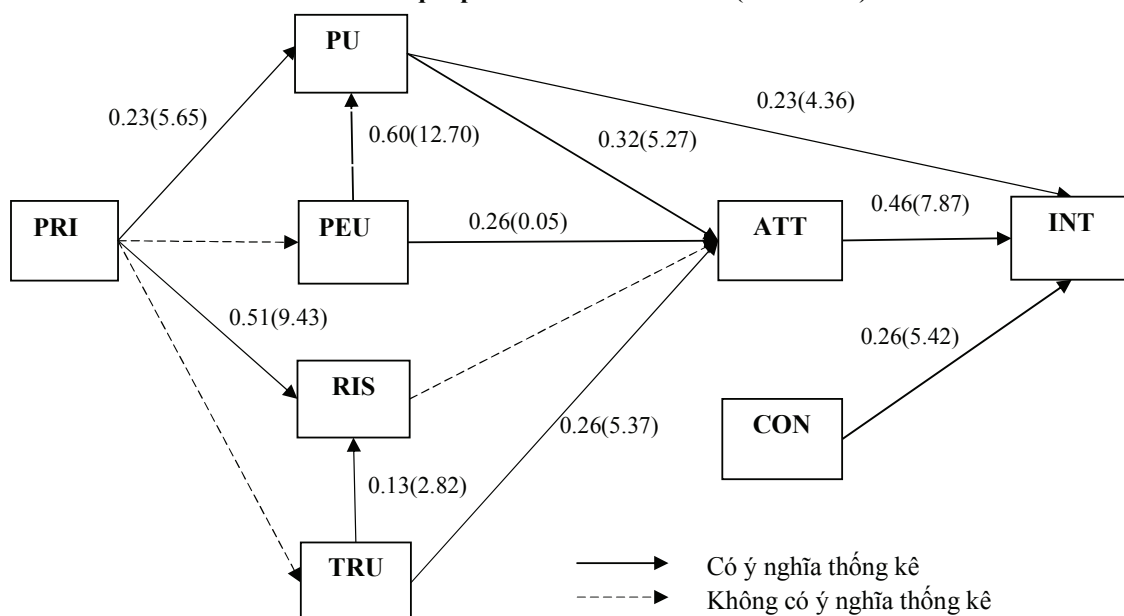 PU
0.23(5.65)
0.23(4.36)
0.60(12.70)
0.32(5.27)
PRI
PEU
0.26(0.05)
ATT
0.46(7.87)
INT
0.51(9.43)
RIS
0.26(5.37)
CON
0.26(5.42)
0.13(2.82)
TRU
Có ý nghĩa thống kê
Không có ý nghĩa thống kê